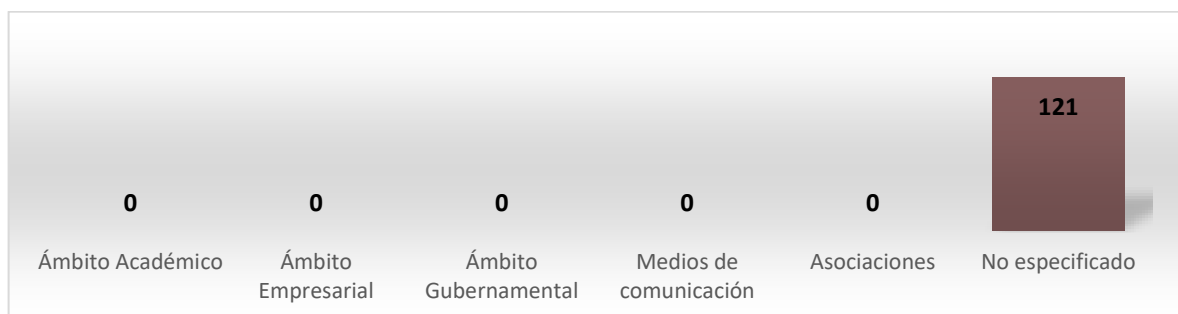 121
0 0 0 0 0
Ámbito Académico Ámbito Empresarial Ámbito Gubernamental Medios de comunicación Asociaciones No especificado